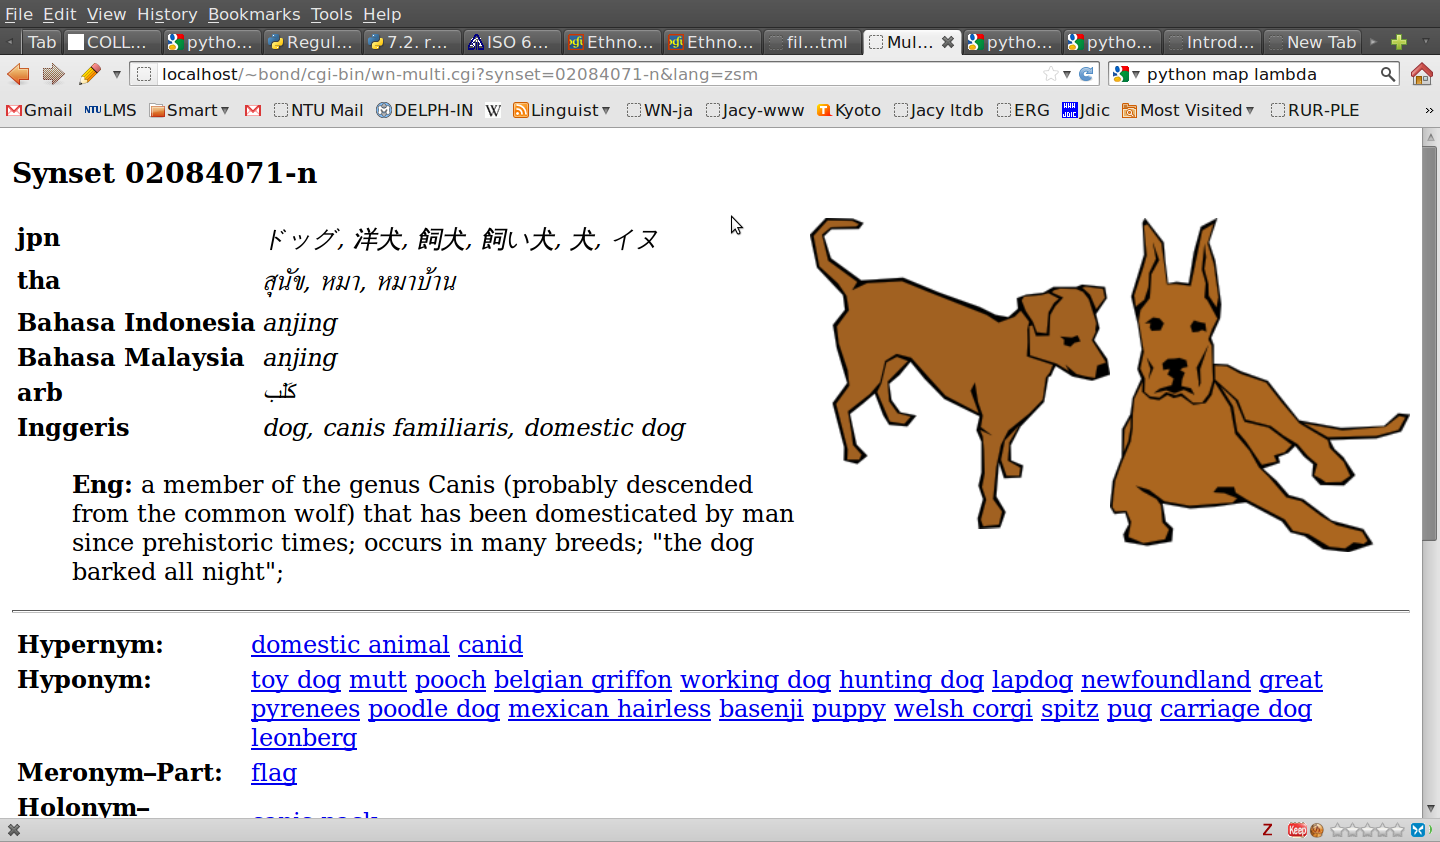 File Edit View History Bookmarks Tools Help
Tab COLL... pytho... Regul... 7.2. r... ISO 6... Ethno... Ethno... fil...tml Mul... pytho... pytho... Introd... New Tab
localhost/~bond/cgi-bin/wn-multi.cgi?synset=02084071-n&lang=zsm python map lambda
Gmail NTU LMS Smart NTU Mail DELPH-IN W Linguist WN-ja Jacy-www Kyoto Jacy ltdb ERG Jdic Most Visited RUR-PLE »
Synset 02084071-n
jpn ドッグ, 洋犬, 飼犬, 飼い犬, 犬, イヌ
tha สุนัข, หมา, หมาบ้าน
Bahasa Indonesia anjing
Bahasa Malaysia anjing
arb كَلْب
Inggeris dog, canis familiaris, domestic dog
Eng: a member of the genus Canis (probably descended
from the common wolf) that has been domesticated by man
since prehistoric times; occurs in many breeds; "the dog
barked all night";
Hypernym: domestic animal canid
Hyponym: toy dog mutt pooch belgian griffon working dog hunting dog lapdog newfoundland great
pyrenees poodle dog mexican hairless basenji puppy welsh corgi spitz pug carriage dog
leonberg
Meronym–Part: flag
Holonym–
canis pack
Z Keep